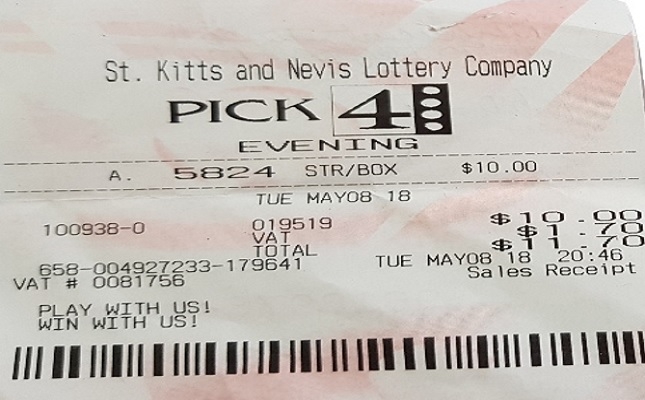 St. Kitts and Nevis Lottery Company
PICK 4
EVENING
A. 5824 STR/BOX $10.00
TUE MAY08 18
100938-0 019519 $10.00
VAT $1.70
TOTAL $11.70
658-004927233-179641 TUE MAY08 18 20:46
VAT # 0081756 Sales Receipt
PLAY WITH US!
WIN WITH US!